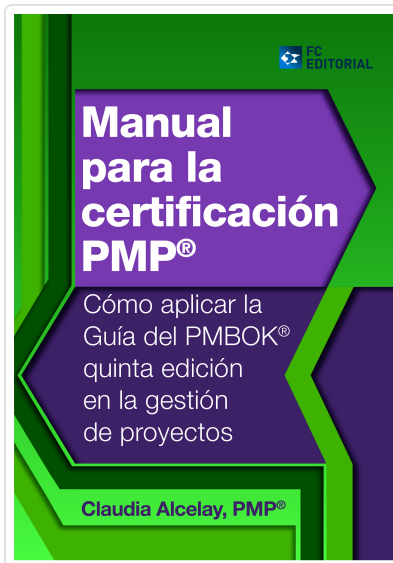 FC
EDITORIAL
Manual
para la
certificación
PMP®
Cómo aplicar la
Guía del PMBOK®
quinta edición
en la gestión
de proyectos
Claudia Alcelay, PMP®